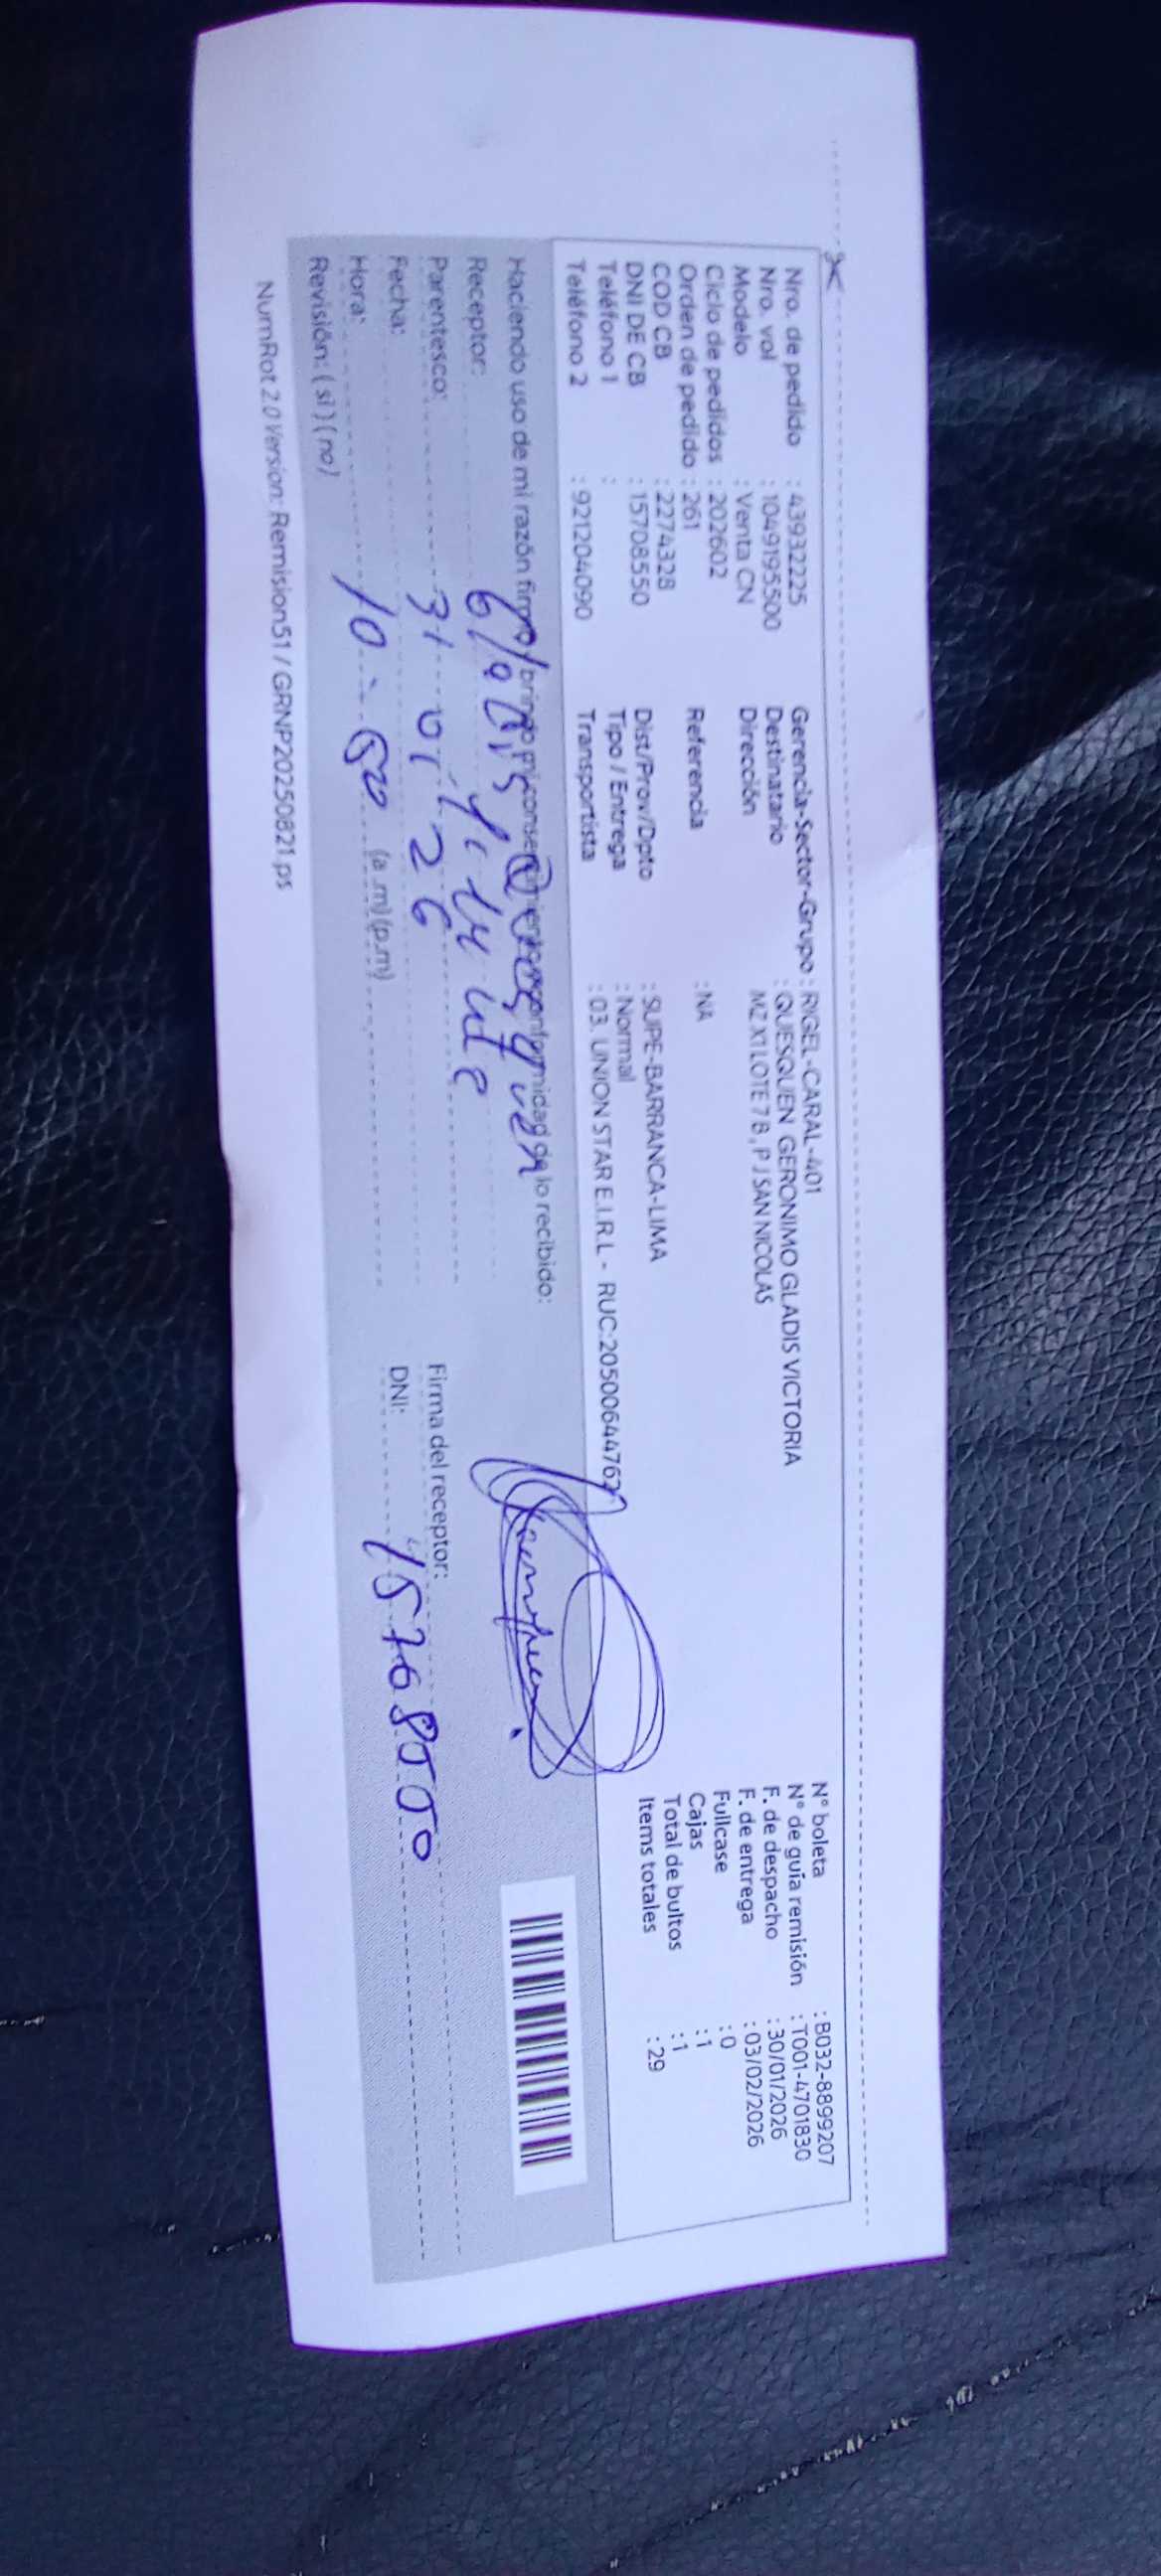 Nro. de pedido : 43932225
Nro. vol : 1049195500
Modelo : Venta CN
Ciclo de pedidos : 202602
Orden de pedido : 261
COD CB : 2274328
DNI DE CB : 15708550
Teléfono 1 :
Teléfono 2 : 921204090
Gerencia-Sector-Grupo : RIGEL-CARAL-401
Destinatario : QUESQUEN GERONIMO GLADIS VICTORIA
Dirección MZ X1 LOTE 7 B, P J SAN NICOLAS
Referencia : NA
Dist/Prov/Dpto : SUPE-BARRANCA-LIMA
Tipo / Entrega : Normal
Transportista : 03. UNION STAR E.I.R.L - RUC:20500644762
N° boleta : B032-8899207
N° de guía remisión : T001-4701830
F. de despacho : 30/01/2026
F. de entrega : 03/02/2026
Fullcase : 0
Cajas : 1
Total de bultos : 1
Items totales : 29
Haciendo uso de mi razón firmo y brindo mi consentimiento en conformidad de lo recibido:
Receptor: Gladis Quesquen
Parentesco: titular
Fecha: 31 01 26
Hora: 10:50 (a.m) (p.m)
Revisión: ( si ) ( no )
Firma del receptor:
DNI: 15708550
NumRot 2.0 Version: Remision51 / GRNP20250821.ps